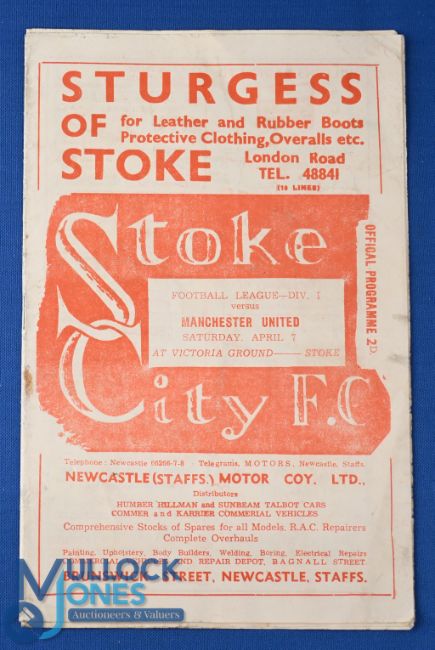 STURGESS
OF for Leather and Rubber Boots
Protective Clothing, Overalls etc.
STOKE London Road
TEL. 48841
(10 LINES)
Stoke
City F.C
OFFICIAL PROGRAMME 2D.
FOOTBALL LEAGUE—DIV. I
versus
MANCHESTER UNITED
SATURDAY, APRIL 7
AT VICTORIA GROUND——STOKE
Telephone: Newcastle 66266-7-8 Telegrams, MOTORS, Newcastle, Staffs.
NEWCASTLE (STAFFS.) MOTOR COY. LTD.,
Distributors
HUMBER HILLMAN and SUNBEAM TALBOT CARS
COMMER and KARRIER COMMERIAL VEHICLES
Comprehensive Stocks of Spares for all Models, R.A.C. Repairers
Complete Overhauls
Painting, Upholstery, Body Builders, Welding, Boring, Electrical Repairs
COMMERCIAL AND REPAIR DEPOT, BAGNALL STREET
BRUNSWICK STREET, NEWCASTLE, STAFFS.
MULLOCK
JONES
Auctioneers & Valuers